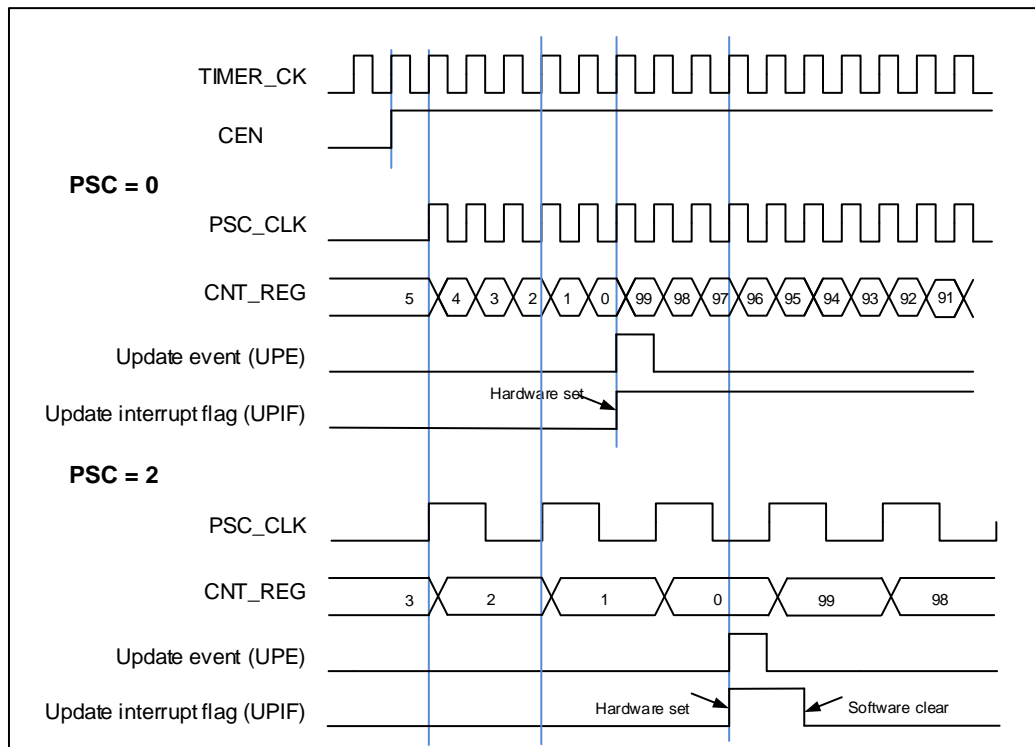 TIMER_CK
CEN
PSC = 0
PSC_CLK
CNT_REG 5 4 3 2 1 0 99 98 97 96 95 94 93 92 91
Update event (UPE)
Hardware set
Update interrupt flag (UPIF)
PSC = 2
PSC_CLK
CNT_REG 3 2 1 0 99 98
Update event (UPE)
Update interrupt flag (UPIF) Hardware set Software clear